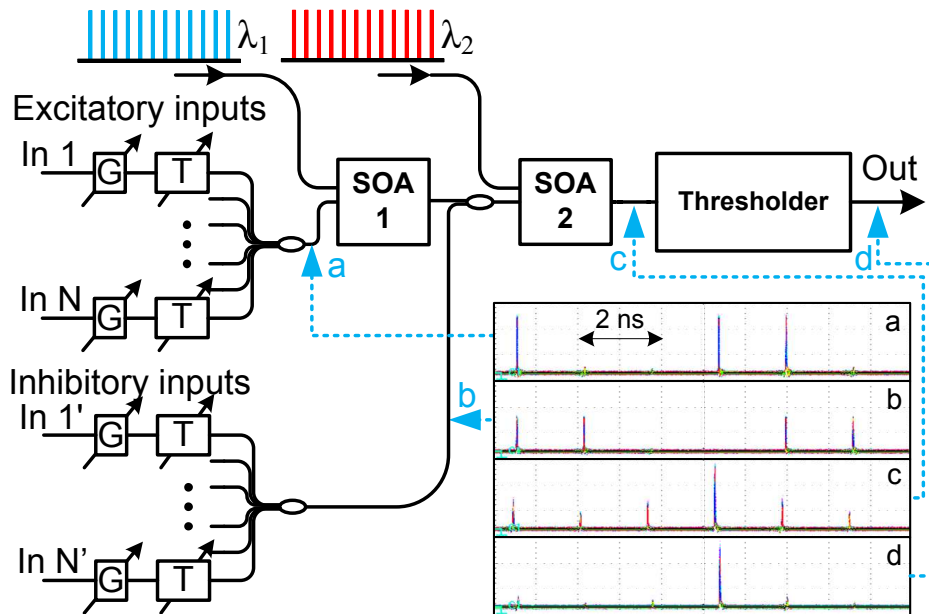 λ1
λ2
Excitatory inputs
In 1
G
T
In N
G
T
SOA 1
SOA 2
Thresholder
Out
a
c
d
Inhibitory inputs
In 1'
G
T
In N’
G
T
b
2 ns
a
b
c
d